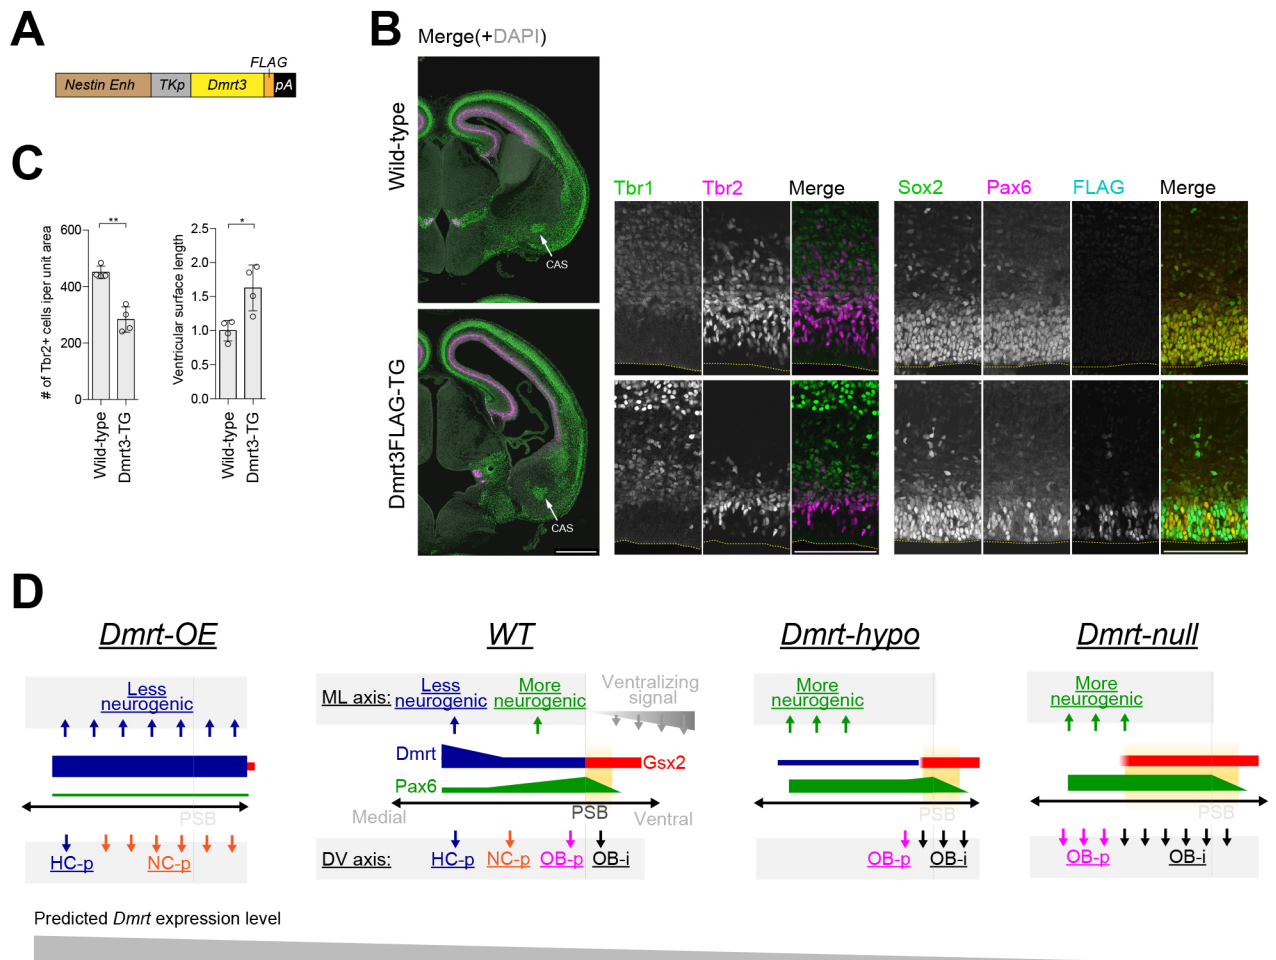 A
FLAG
Nestin Enh TKp Dmrt3 pA
B
Merge(+DAPI)
Wild-type
CAS
Dmrt3FLAG-TG
CAS
Tbr1 Tbr2 Merge Sox2 Pax6 FLAG Merge
C
# of Tbr2+ cells iper unit area
600
400
200
0
**
Wild-type
Dmrt3-TG
Ventricular surface length
2.5
2.0
1.5
1.0
0.5
0.0
*
Wild-type
Dmrt3-TG
D
Dmrt-OE
Less
neurogenic
PSB
HC-p NC-p
WT
ML axis:
Less
neurogenic
More
neurogenic
Ventralizing
signal
Dmrt
Gsx2
Pax6
Medial
PSB
Ventral
DV axis:
HC-p NC-p OB-p OB-i
Dmrt-hypo
More
neurogenic
PSB
OB-p OB-i
Dmrt-null
More
neurogenic
PSB
OB-p OB-i
Predicted Dmrt expression level